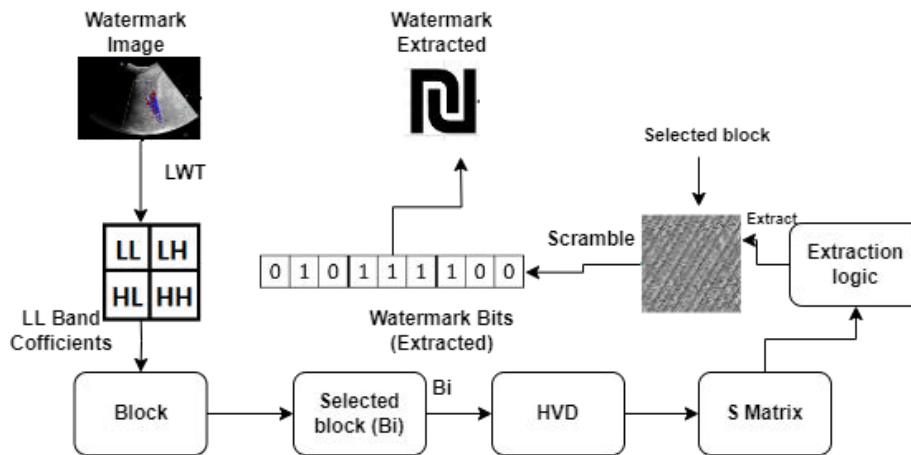 Watermark
Image
Watermark
Extracted
LWT
Selected block
LL
LH
HL
HH
Scramble
Extract
Extraction
logic
0 1 0 1 1 1 1 0 0
LL Band
Cofficients
Watermark Bits
(Extracted)
Block
Selected
block (Bi)
Bi
HVD
S Matrix